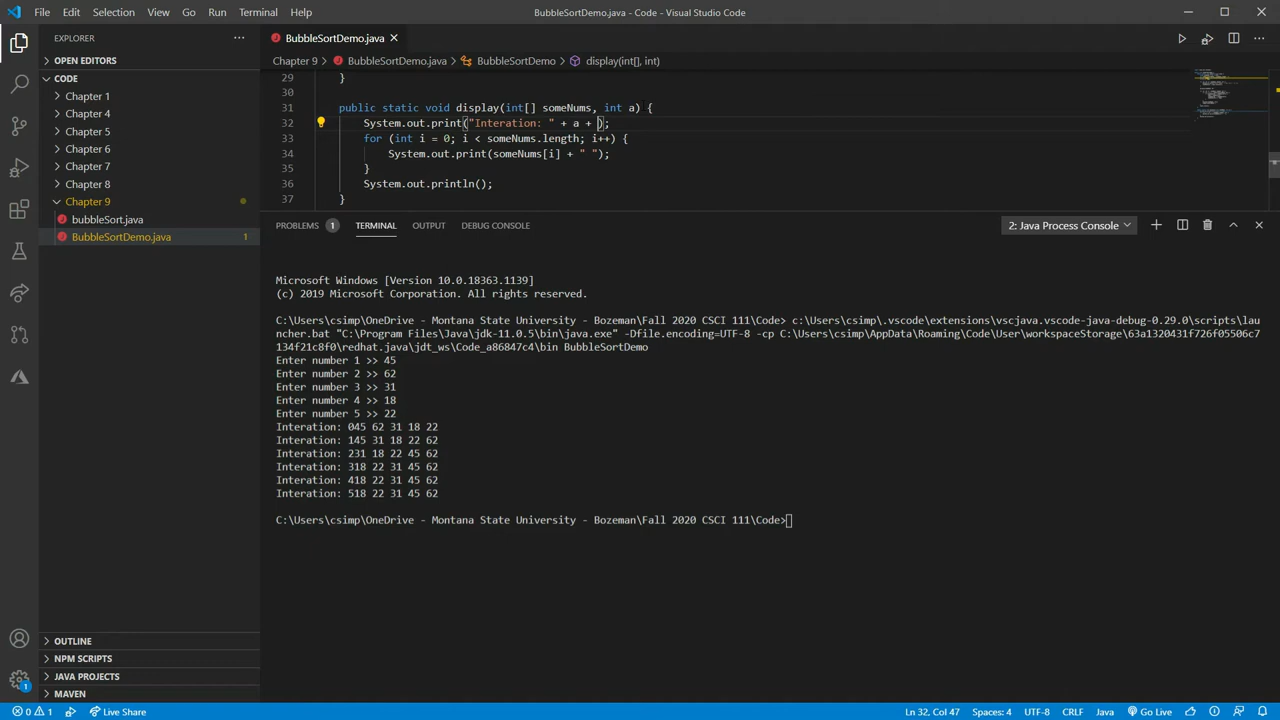 File Edit Selection View Go Run Terminal Help BubbleSortDemo.java - Code - Visual Studio Code
EXPLORER
OPEN EDITORS
CODE
Chapter 1
Chapter 4
Chapter 5
Chapter 6
Chapter 7
Chapter 8
Chapter 9
bubbleSort.java
BubbleSortDemo.java 1
OUTLINE
NPM SCRIPTS
JAVA PROJECTS
MAVEN
BubbleSortDemo.java
Chapter 9 > BubbleSortDemo.java > BubbleSortDemo > display(int[], int)
29 }
30
31 public static void display(int[] someNums, int a) {
32 System.out.print("Interation: " + a + );
33 for (int i = 0; i < someNums.length; i++) {
34 System.out.print(someNums[i] + " ");
35 }
36 System.out.println();
37 }
PROBLEMS 1 TERMINAL OUTPUT DEBUG CONSOLE 2: Java Process Console
Microsoft Windows [Version 10.0.18363.1139]
(c) 2019 Microsoft Corporation. All rights reserved.
C:\Users\csimp\OneDrive - Montana State University - Bozeman\Fall 2020 CSCI 111\Code> c:\Users\csimp\.vscode\extensions\vscjava.vscode-java-debug-0.29.0\scripts\lau
ncher.bat "C:\Program Files\Java\jdk-11.0.5\bin\java.exe" -Dfile.encoding=UTF-8 -cp C:\Users\csimp\AppData\Roaming\Code\User\workspaceStorage\63a1320431f726f05506c7
134f21c8f0\redhat.java\jdt_ws\Code_a86847c4\bin BubbleSortDemo
Enter number 1 >> 45
Enter number 2 >> 62
Enter number 3 >> 31
Enter number 4 >> 18
Enter number 5 >> 22
Interation: 045 62 31 18 22
Interation: 145 31 18 22 62
Interation: 231 18 22 45 62
Interation: 318 22 31 45 62
Interation: 418 22 31 45 62
Interation: 518 22 31 45 62
C:\Users\csimp\OneDrive - Montana State University - Bozeman\Fall 2020 CSCI 111\Code>
1
0 1 Live Share Ln 32, Col 47 Spaces: 4 UTF-8 CRLF Java Go Live